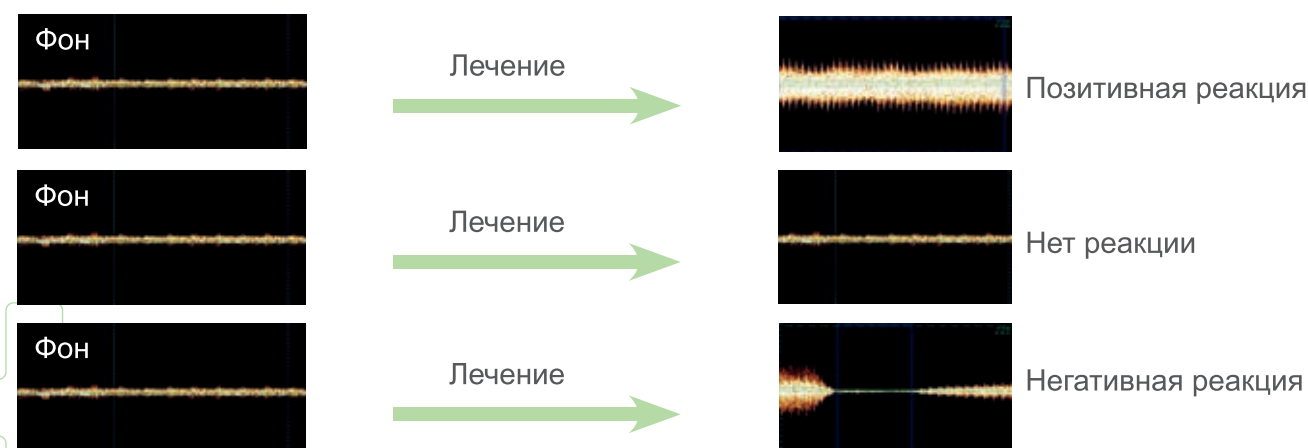 Фон
Лечение
Позитивная реакция
Фон
Лечение
Нет реакции
Фон
Лечение
Негативная реакция